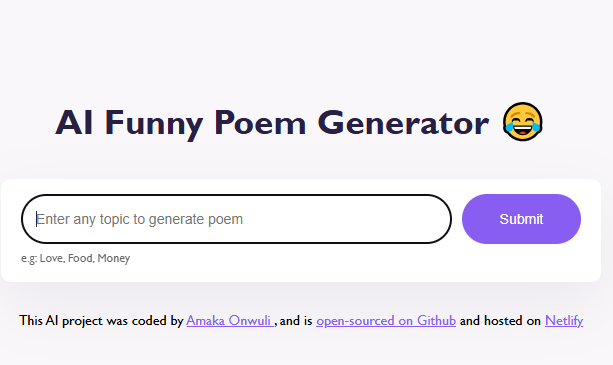 AI Funny Poem Generator 😂
Enter any topic to generate poem
Submit
e.g: Love, Food, Money
This AI project was coded by Amaka Onwuli , and is open-sourced on Github and hosted on Netlify